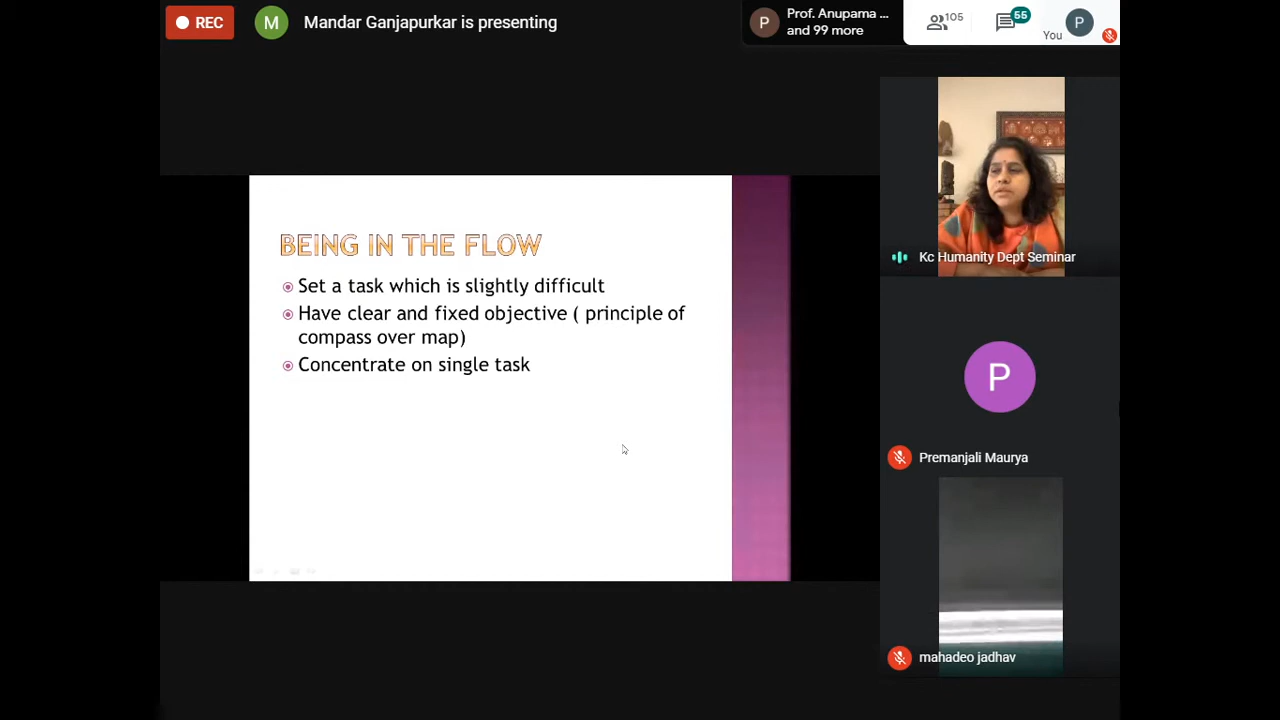 REC
M
Mandar Ganjapurkar is presenting
P
Prof. Anupama ...
and 99 more
105
55
You
P
Kc Humanity Dept Seminar
BEING IN THE FLOW
Set a task which is slightly difficult
Have clear and fixed objective ( principle of
compass over map)
Concentrate on single task
P
Premanjali Maurya
mahadeo jadhav